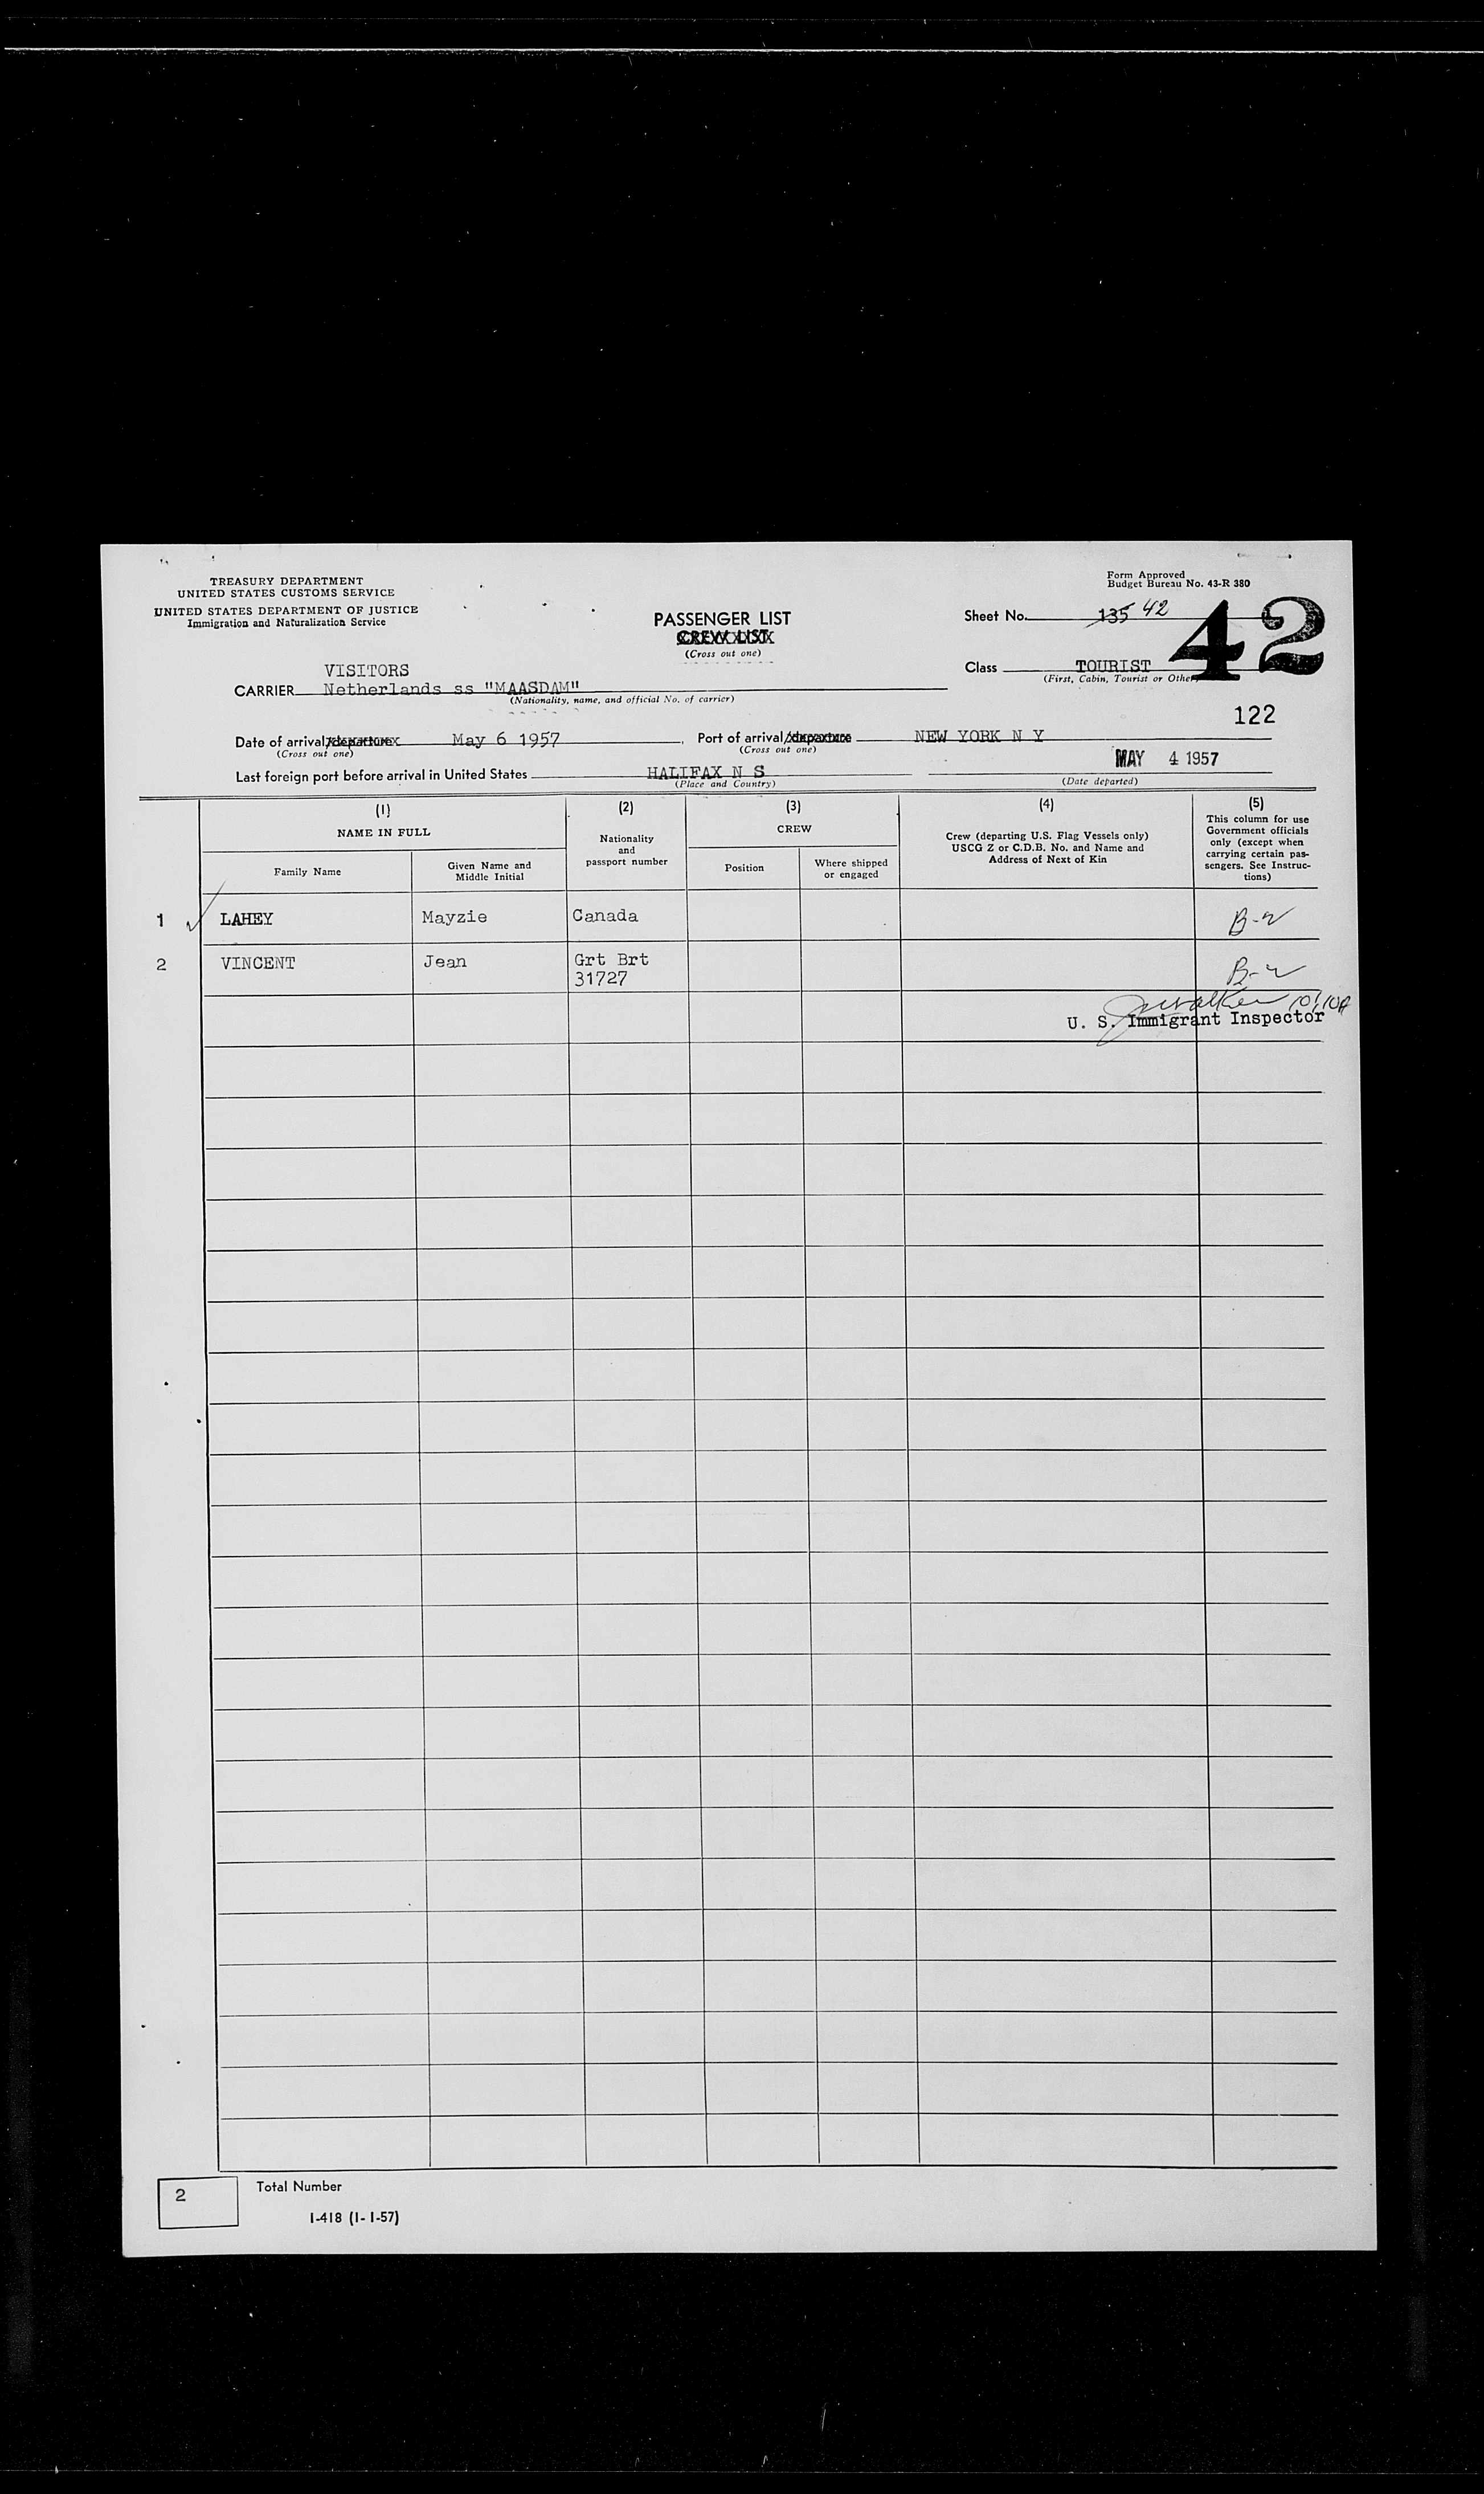 TREASURY DEPARTMENT
UNITED STATES CUSTOMS SERVICE
UNITED STATES DEPARTMENT OF JUSTICE
Immigration and Naturalization Service
Form Approved
Budget Bureau No. 43-R 380
PASSENGER LIST
CREW LIST
(Cross out one)
Sheet No. 135 42
42
VISITORS
CARRIER Netherlands ss "MAASDAM"
(Nationality, name, and official No. of carrier)
Class TOURIST
(First, Cabin, Tourist or Other)
122
Date of arrival/departure May 6 1957
(Cross out one)
Port of arrival/departure NEW YORK N Y
(Cross out one)
Last foreign port before arrival in United States HALIFAX N S
(Place and Country)
MAY 4 1957
(Date departed)
(1)
NAME IN FULL
Family Name
Given Name and
Middle Initial
(2)
Nationality
and
passport number
(3)
CREW
Position
Where shipped
or engaged
(4)
Crew (departing U.S. Flag Vessels only)
USCG Z or C.D.B. No. and Name and
Address of Next of Kin
(5)
This column for use
Government officials
only (except when
carrying certain pas-
sengers. See Instruc-
tions)
1 LAHEY Mayzie Canada B-2
2 VINCENT Jean Grt Brt B-2
31727
Walker
U. S. Immigrant Inspector
2 Total Number
I-418 (1-1-57)